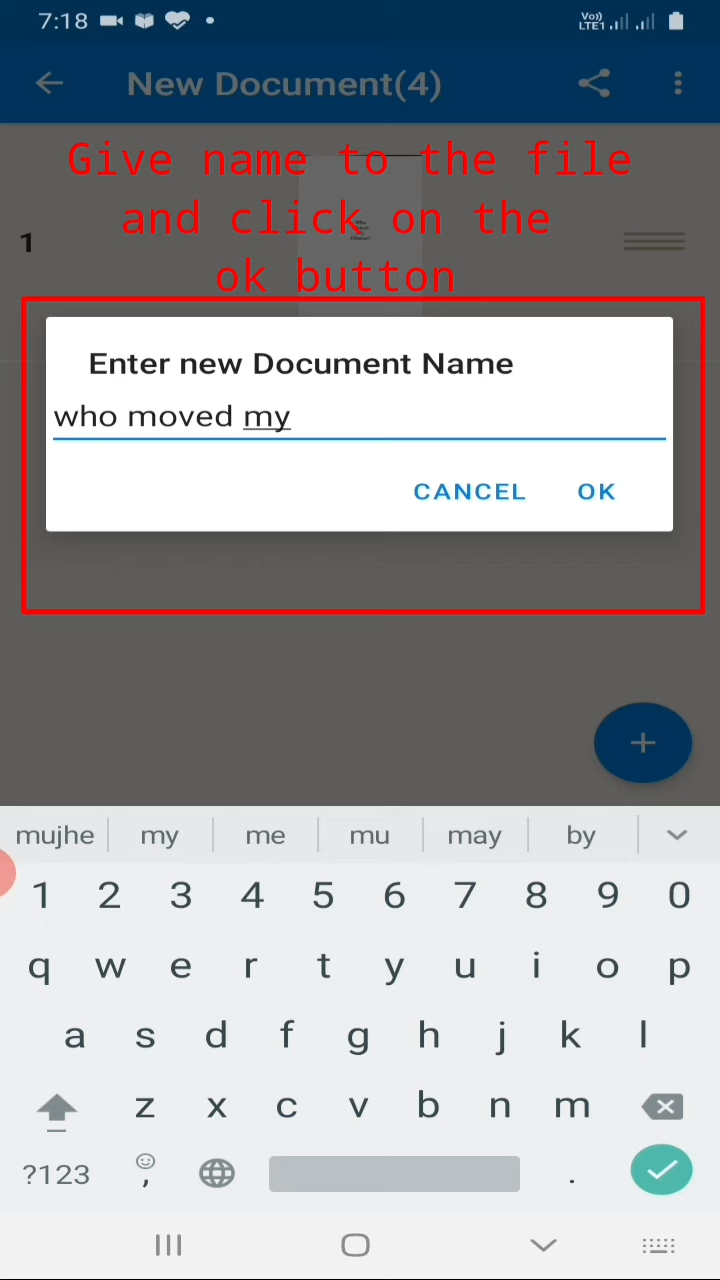 7:18
Vo)) LTE1
New Document(4)
Give name to the file
and click on the
ok button
1
Enter new Document Name
who moved my
CANCEL OK
+
mujhe my me mu may by
1 2 3 4 5 6 7 8 9 0
q w e r t y u i o p
a s d f g h j k l
z x c v b n m
?123 , .